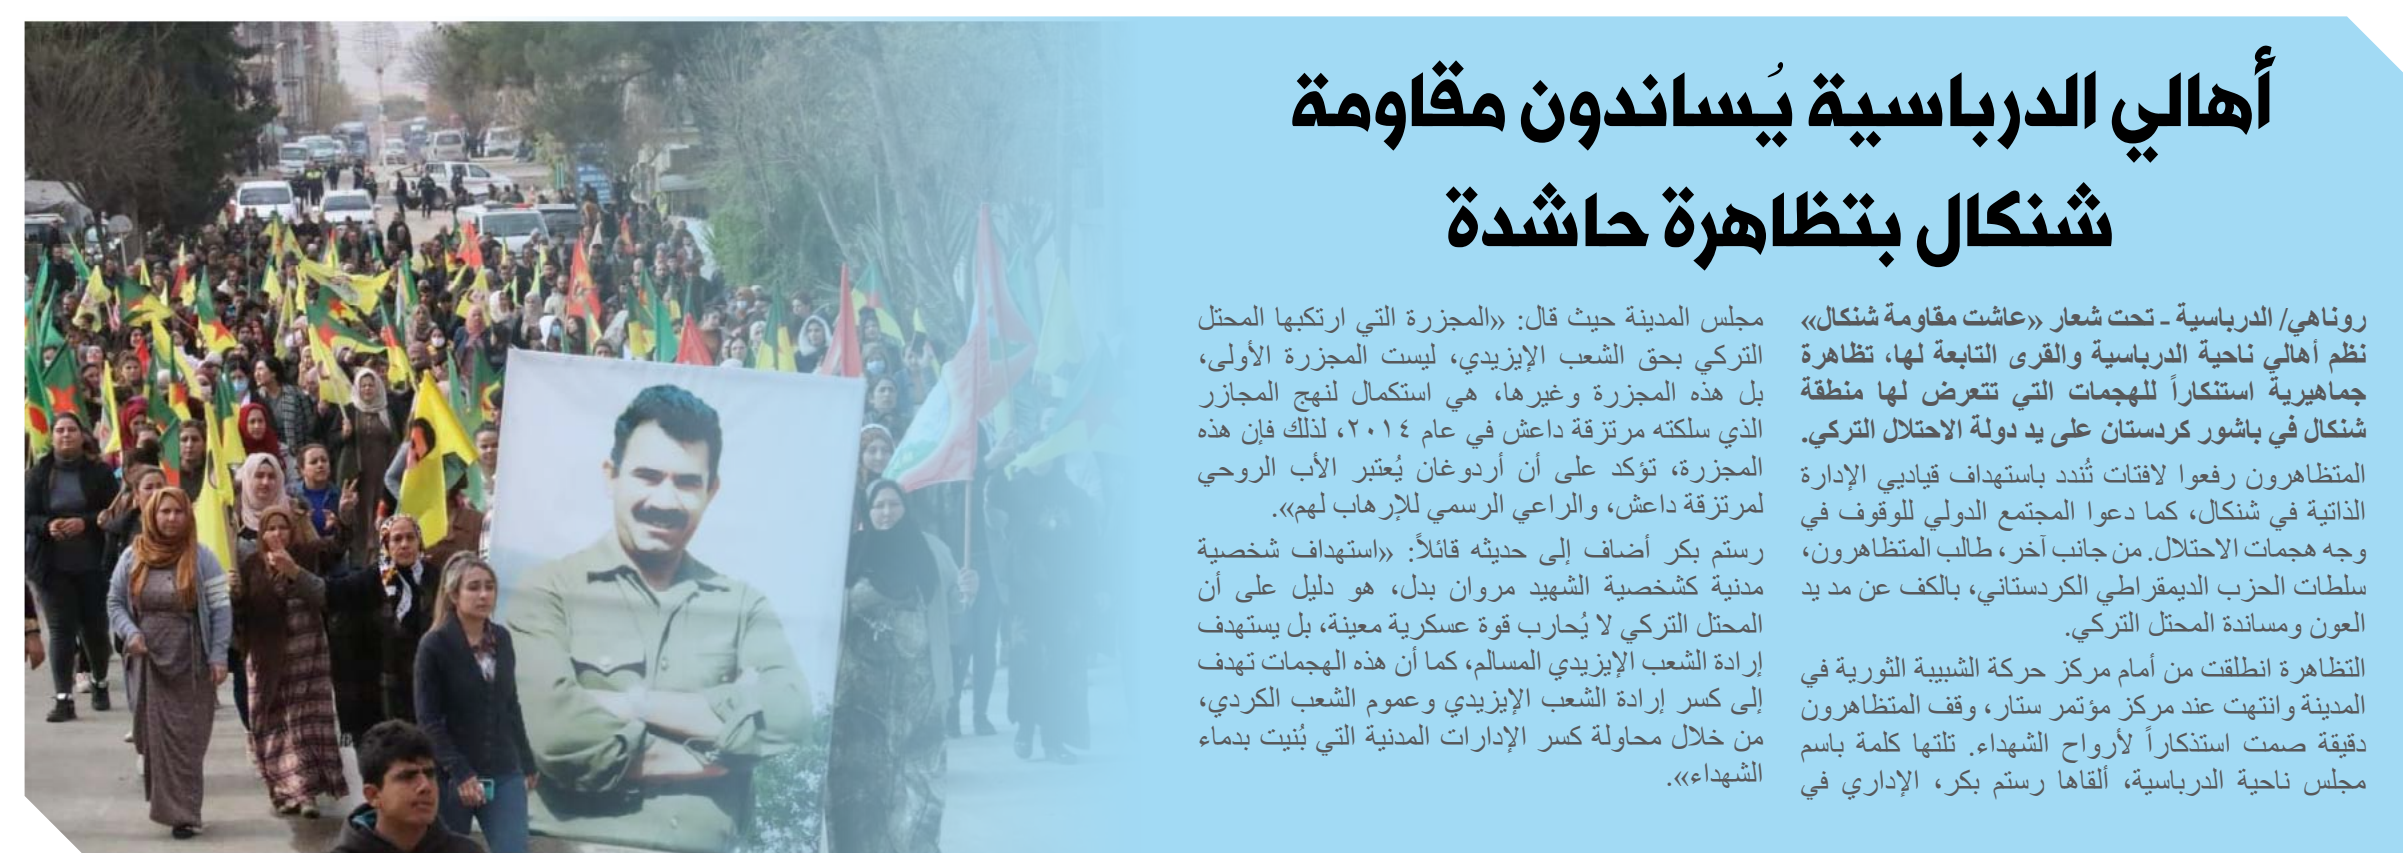 أهالي الدرباسية يُساندون مقاومة
شنكال بتظاهرة حاشدة
روناهي/ الدرباسية ـ تحت شعار «عاشت مقاومة شنكال»
نظم أهالي ناحية الدرباسية والقرى التابعة لها، تظاهرة
جماهيرية استنكاراً للهجمات التي تتعرض لها منطقة
شنكال في باشور كردستان على يد دولة الاحتلال التركي.
المتظاهرون رفعوا لافتات تُندد باستهداف قياديي الإدارة
الذاتية في شنكال، كما دعوا المجتمع الدولي للوقوف في
وجه هجمات الاحتلال. من جانب آخر، طالب المتظاهرون،
سلطات الحزب الديمقراطي الكردستاني، بالكف عن مد يد
العون ومساندة المحتل التركي.
التظاهرة انطلقت من أمام مركز حركة الشبيبة الثورية في
المدينة وانتهت عند مركز مؤتمر ستار، وقف المتظاهرون
دقيقة صمت استذكاراً لأرواح الشهداء. تلتها كلمة باسم
مجلس ناحية الدرباسية، ألقاها رستم بكر، الإداري في
مجلس المدينة حيث قال: «المجزرة التي ارتكبها المحتل
التركي بحق الشعب الإيزيدي، ليست المجزرة الأولى،
بل هذه المجزرة وغيرها، هي استكمال لنهج المجازر
الذي سلكته مرتزقة داعش في عام ٢٠١٤، لذلك فإن هذه
المجزرة، تؤكد على أن أردوغان يُعتبر الأب الروحي
لمرتزقة داعش، والراعي الرسمي للإرهاب لهم».
رستم بكر أضاف إلى حديثه قائلاً: «استهداف شخصية
مدنية كشخصية الشهيد مروان بدل، هو دليل على أن
المحتل التركي لا يُحارب قوة عسكرية معينة، بل يستهدف
إرادة الشعب الإيزيدي المسالم، كما أن هذه الهجمات تهدف
إلى كسر إرادة الشعب الإيزيدي وعموم الشعب الكردي،
من خلال محاولة كسر الإدارات المدنية التي بُنيت بدماء
الشهداء».